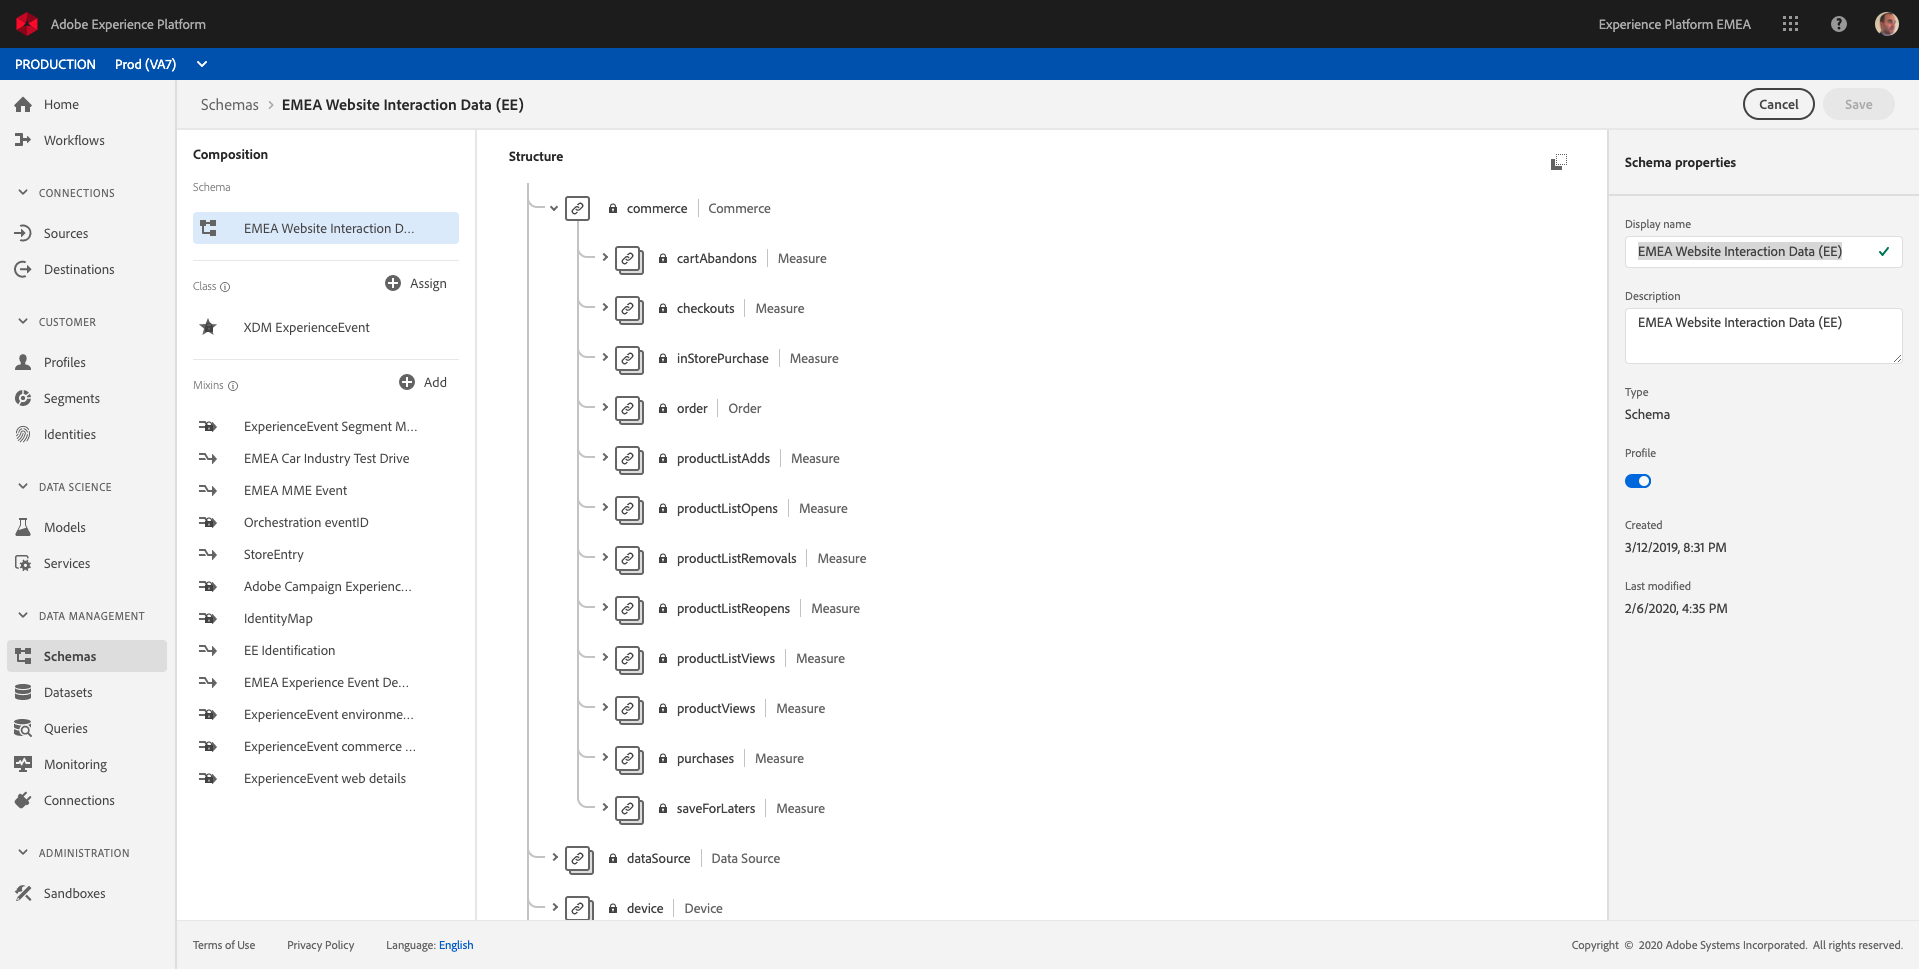 Adobe Experience Platform
Experience Platform EMEA
PRODUCTION Prod (VA7)
Home
Workflows
CONNECTIONS
Sources
Destinations
CUSTOMER
Profiles
Segments
Identities
DATA SCIENCE
Models
Services
DATA MANAGEMENT
Schemas
Datasets
Queries
Monitoring
Connections
ADMINISTRATION
Sandboxes
Schemas > EMEA Website Interaction Data (EE)
Cancel
Save
Composition
Schema
EMEA Website Interaction D...
Class
Assign
XDM ExperienceEvent
Mixins
Add
ExperienceEvent Segment M...
EMEA Car Industry Test Drive
EMEA MME Event
Orchestration eventID
StoreEntry
Adobe Campaign Experienc...
IdentityMap
EE Identification
EMEA Experience Event De...
ExperienceEvent environme...
ExperienceEvent commerce ...
ExperienceEvent web details
Structure
commerce | Commerce
cartAbandons | Measure
checkouts | Measure
inStorePurchase | Measure
order | Order
productListAdds | Measure
productListOpens | Measure
productListRemovals | Measure
productListReopens | Measure
productListViews | Measure
productViews | Measure
purchases | Measure
saveForLaters | Measure
dataSource | Data Source
device | Device
Schema properties
Display name
EMEA Website Interaction Data (EE)
Description
EMEA Website Interaction Data (EE)
Type
Schema
Profile
Created
3/12/2019, 8:31 PM
Last modified
2/6/2020, 4:35 PM
Terms of Use
Privacy Policy
Language: English
Copyright © 2020 Adobe Systems Incorporated. All rights reserved.